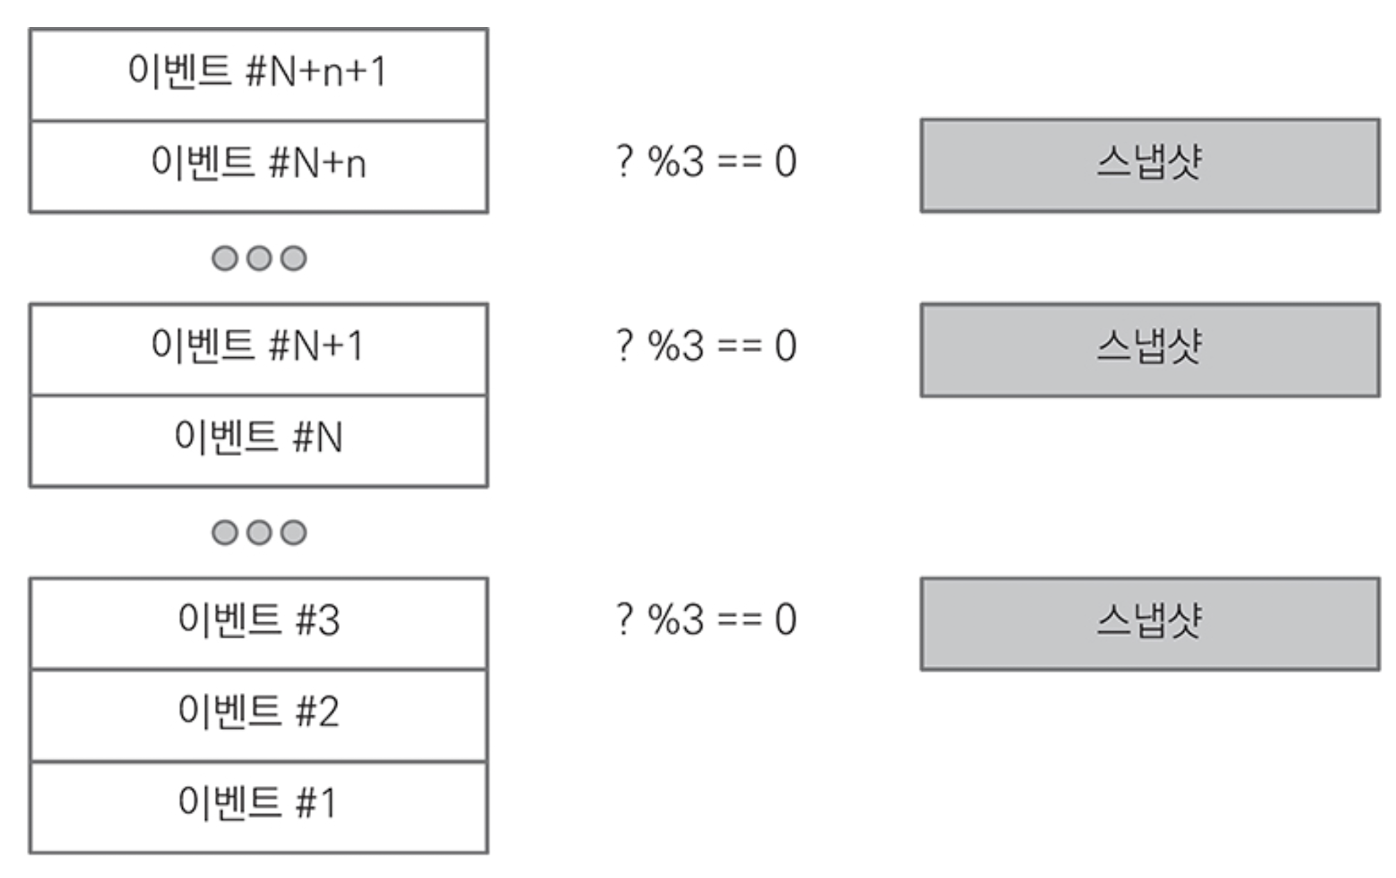 이벤트 #N+n+1
이벤트 #N+n ? %3 == 0 스냅샷
이벤트 #N+1 ? %3 == 0 스냅샷
이벤트 #N
이벤트 #3 ? %3 == 0 스냅샷
이벤트 #2
이벤트 #1